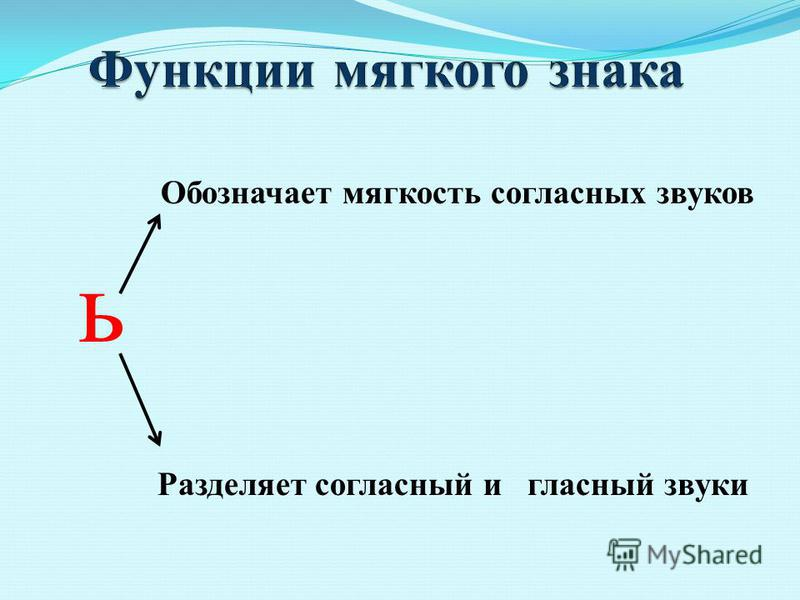 Функции мягкого знака
Обозначает мягкость согласных звуков
ь
Разделяет согласный и гласный звуки
MyShared